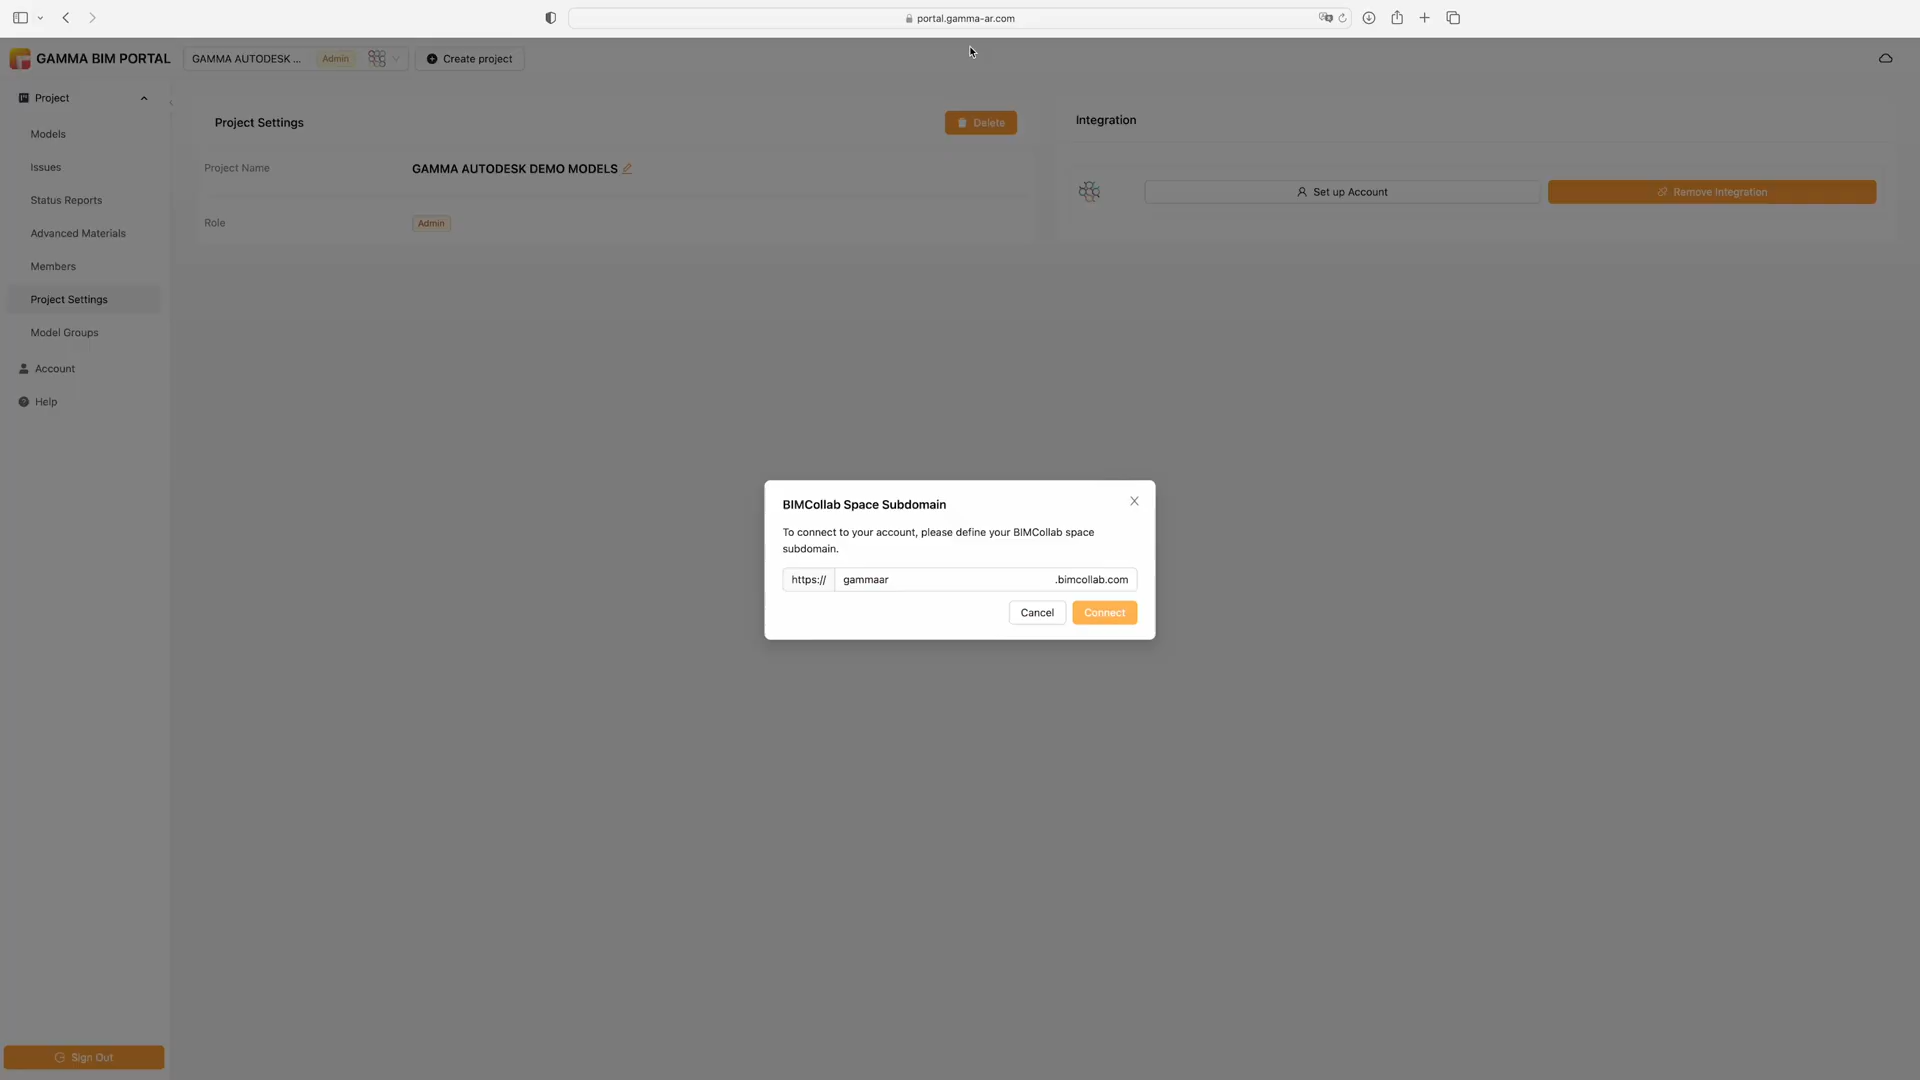 portal.gamma-ar.com
GAMMA BIM PORTAL
GAMMA AUTODESK ...
Admin
Create project
Project
Models
Issues
Status Reports
Advanced Materials
Members
Project Settings
Model Groups
Account
Help
Sign Out
Project Settings
Delete
Project Name
GAMMA AUTODESK DEMO MODELS
Role
Admin
Integration
Set up Account
Remove Integration
BIMCollab Space Subdomain
To connect to your account, please define your BIMCollab space
subdomain.
https:// gammaar .bimcollab.com
Cancel
Connect